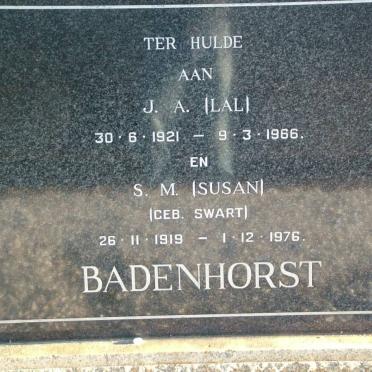 TER HULDE
AAN
J. A. (LAL)
30·6·1921 – 9·3·1966.
EN
S. M. (SUSAN)
(GEB. SWART)
26·11·1919 – 1·12·1976.
BADENHORST